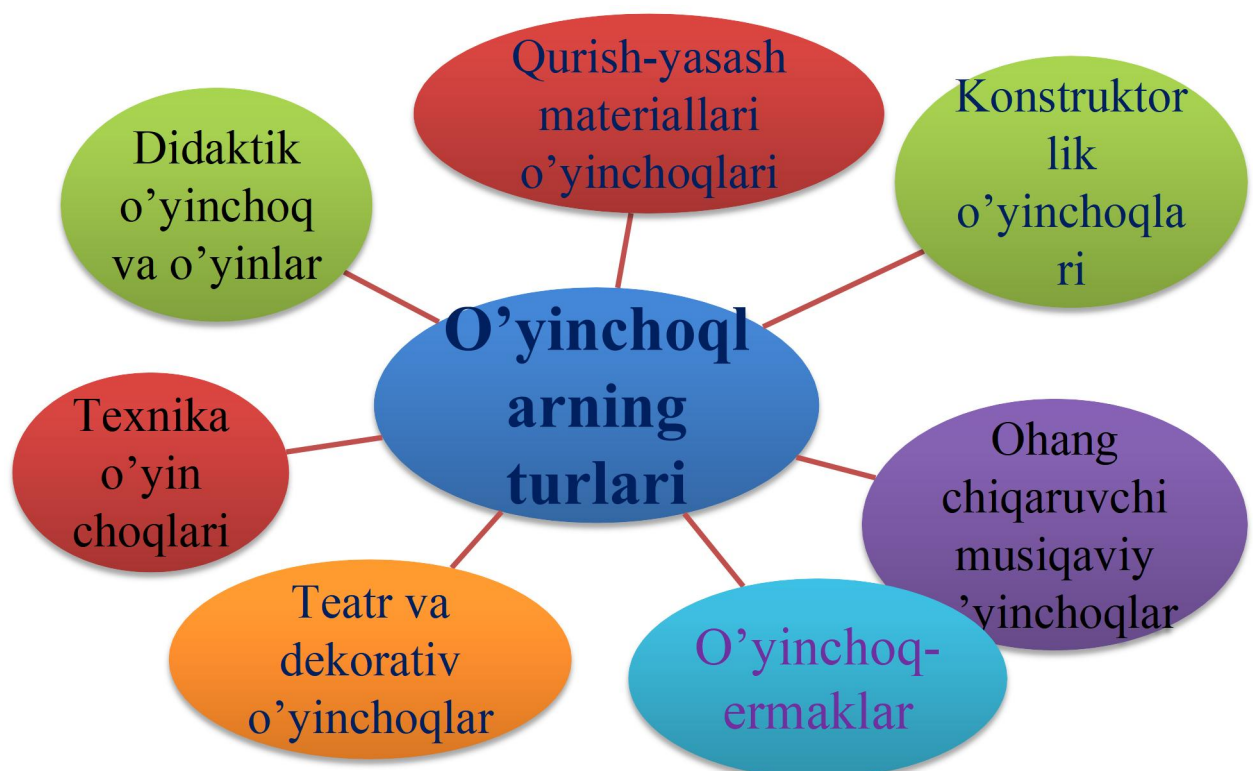 Qurish-yasash
materiallari
o’yinchoqlari
Konstruktor
lik
o’yinchoqla
ri
Didaktik
o’yinchoq
va o’yinlar
O’yinchoql
arning
turlari
Texnika
o’yin
choqlari
Ohang
chiqaruvchi
musiqaviy
’yinchoqlar
Teatr va
dekorativ
o’yinchoqlar
O’yinchoq-
ermaklar